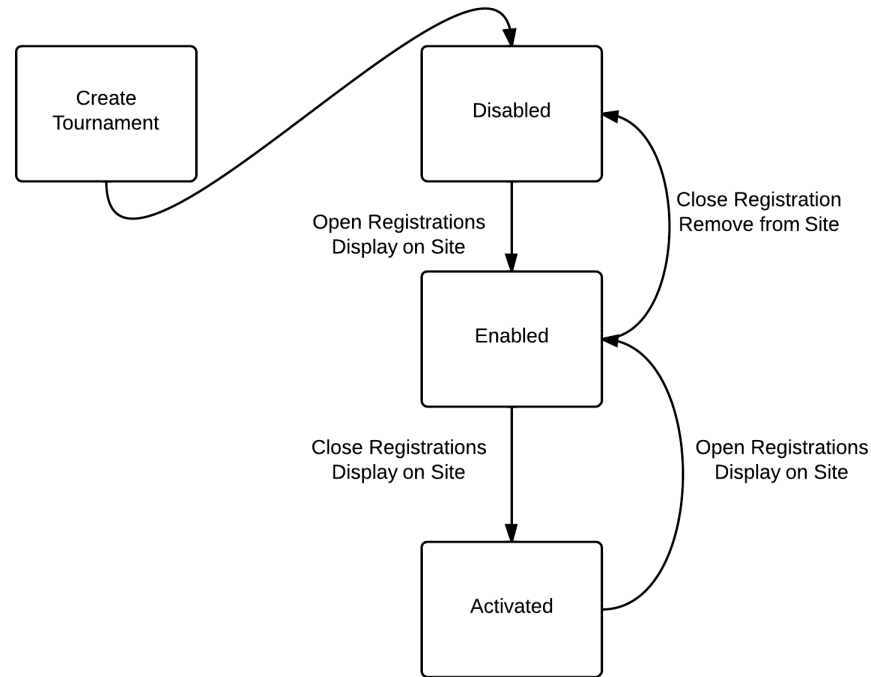 Create
Tournament
Disabled
Open Registrations
Display on Site
Close Registration
Remove from Site
Enabled
Close Registrations
Display on Site
Open Registrations
Display on Site
Activated